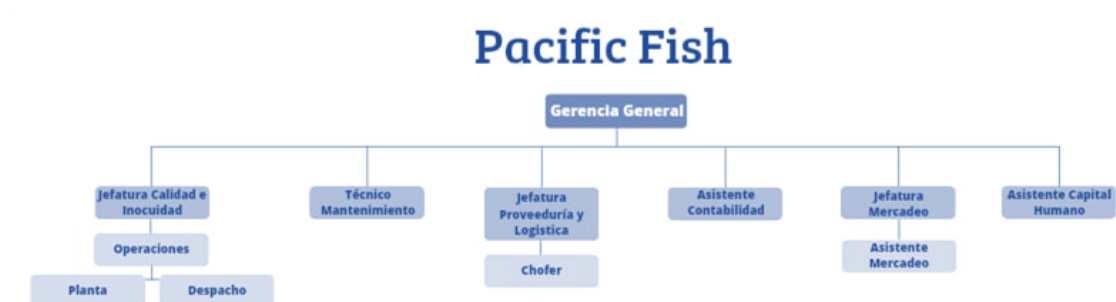 Pacific Fish
Gerencia General
Jefatura Calidad e
Inocuidad
Técnico
Mantenimiento
Jefatura
Proveeduría y
Logistica
Asistente
Contabilidad
Jefatura
Mercadeo
Asistente Capital
Humano
Operaciones
Chofer
Asistente
Mercadeo
Planta
Despacho